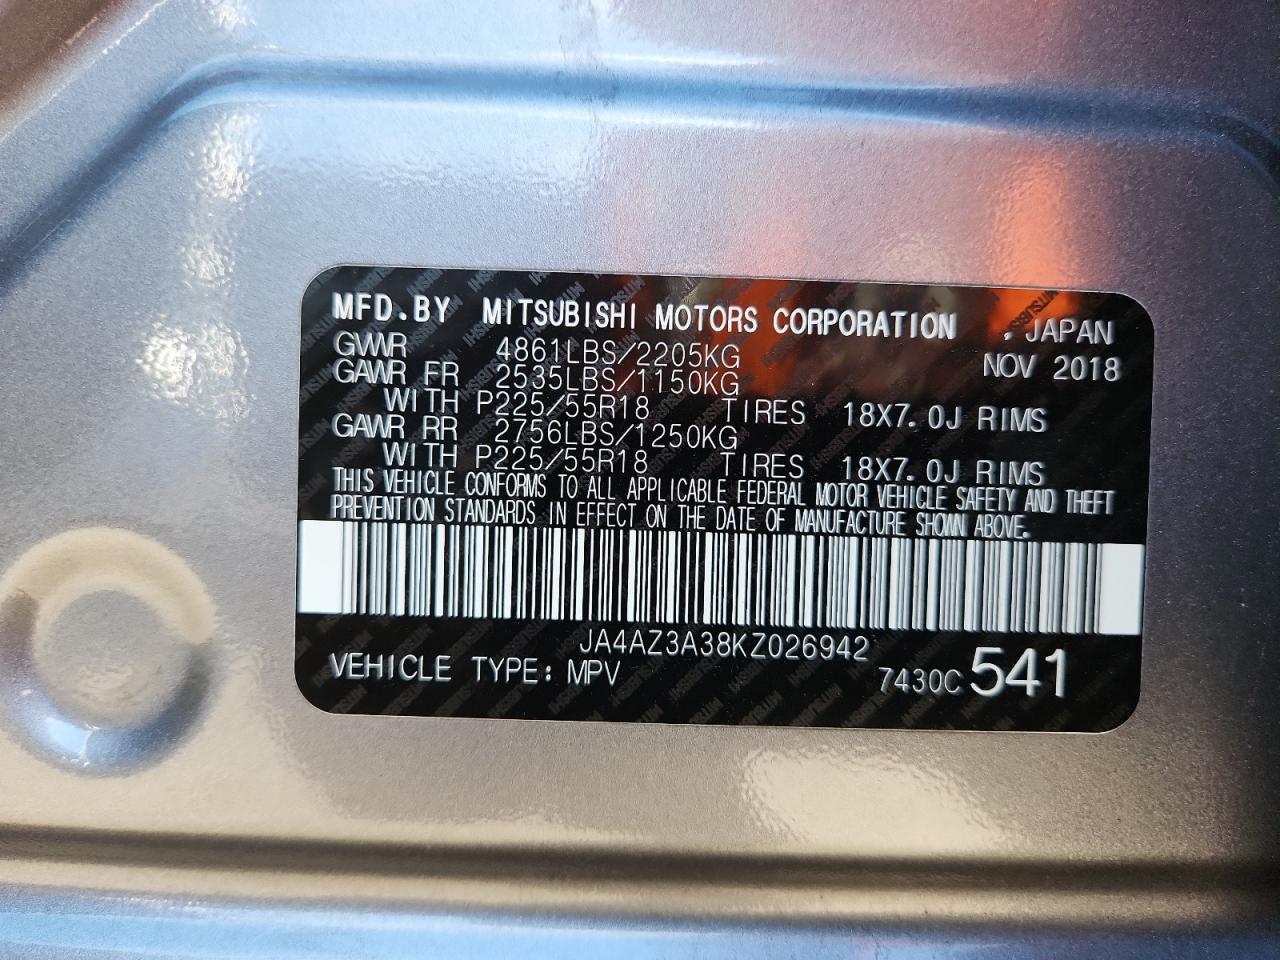 MFD.BY MITSUBISHI MOTORS CORPORATION , JAPAN
GVWR 4861LBS/2205KG NOV 2018
GAWR FR 2535LBS/1150KG
WITH P225/55R18 TIRES 18X7.0J RIMS
GAWR RR 2756LBS/1250KG
WITH P225/55R18 TIRES 18X7.0J RIMS
THIS VEHICLE CONFORMS TO ALL APPLICABLE FEDERAL MOTOR VEHICLE SAFETY AND THEFT
PREVENTION STANDARDS IN EFFECT ON THE DATE OF MANUFACTURE SHOWN ABOVE.
JA4AZ3A38KZ026942
VEHICLE TYPE: MPV 7430C 541